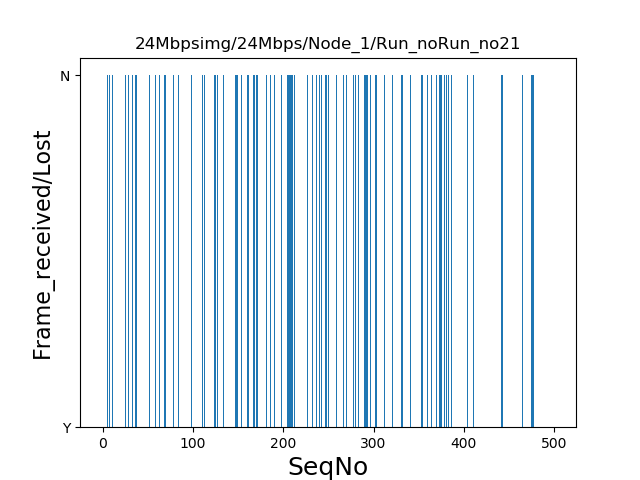 24Mbpsimg/24Mbps/Node_1/Run_noRun_no21
N
Frame_received/Lost
Y
0 100 200 300 400 500
SeqNo